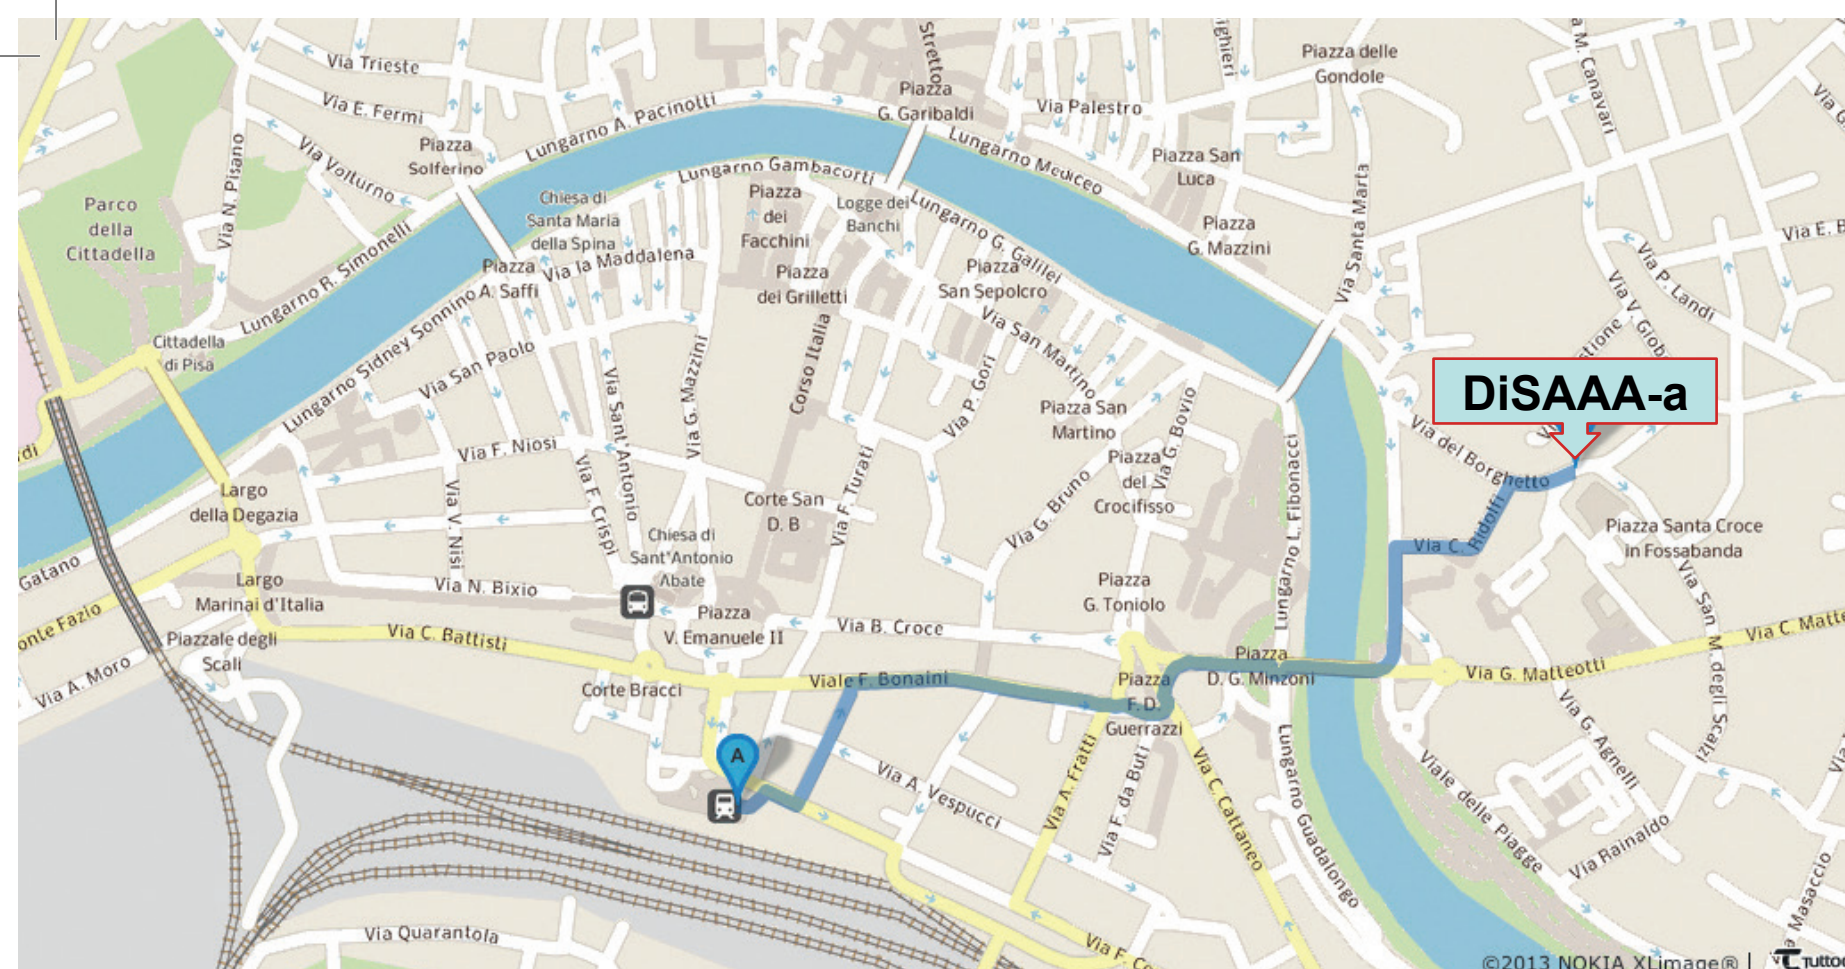 Via Trieste
Via E. Fermi
Via Volturno
Via N. Pisano
Piazza
Solferino
Lungarno A. Pacinotti
Stretto
Piazza
G. Garibaldi
Via Palestro
Piazza delle
Gondole
Via M. Canavari
Parco
della
Cittadella
Lungarno R. Simonelli
Chiesa di
Santa Maria
della Spina
Lungarno Gambacorti
Piazza
dei
Facchini
Logge dei
Banchi
Lungarno Mediceo
Piazza San
Luca
Piazza
G. Mazzini
Via Santa Marta
Via P. Landi
Via E. B
Piazza
A. Saffi
Via la Maddalena
Piazza
dei Grilletti
Lungarno G. Galilei
Piazza
San Sepolcro
Via San Martino
Cittadella
di Pisa
Lungarno Sidney Sonnino
Via San Paolo
Via Sant'Antonio
Via G. Mazzini
Corso Italia
Via P. Gori
Piazza San
Martino
Via G. Bovio
DiSAAA-a
Via del Borghetto
Via F. Niosi
Via F. Crispi
Via V. Nisi
Largo
della Degazia
Corte San
D. B
Via F. Turati
Via G. Bruno
Piazza
del
Crocifisso
Lungarno L. Fibonacci
Via C. Ridolfi
Piazza Santa Croce
in Fossabanda
Chiesa di
Sant'Antonio
Abate
Gatano
Largo
Marinai d'Italia
Via N. Bixio
Piazza
V. Emanuele II
Via B. Croce
Piazza
G. Toniolo
Via San M. degli Scalzi
Via C. Matte
onte Fazio
Piazzale degli
Scali
Via C. Battisti
Via A. Moro
Corte Bracci
Viale F. Bonaini
Piazza
F. D.
Guerrazzi
Piazza
D. G. Minzoni
Via G. Matteotti
A
Via A. Vespucci
Via A. Fratti
Via F. da Buti
Via C. Cattaneo
Lungarno Guadalongo
Viale delle Piagge
Via G. Agnelli
Via Rainaldo
Masaccio
Via Quarantola
©2013 NOKIA XLimage® |